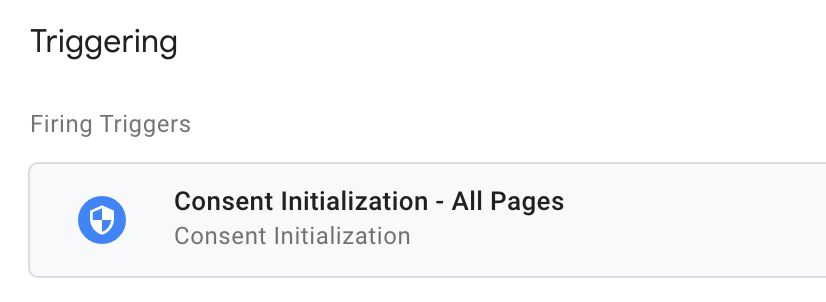 Triggering
Firing Triggers
Consent Initialization - All Pages
Consent Initialization